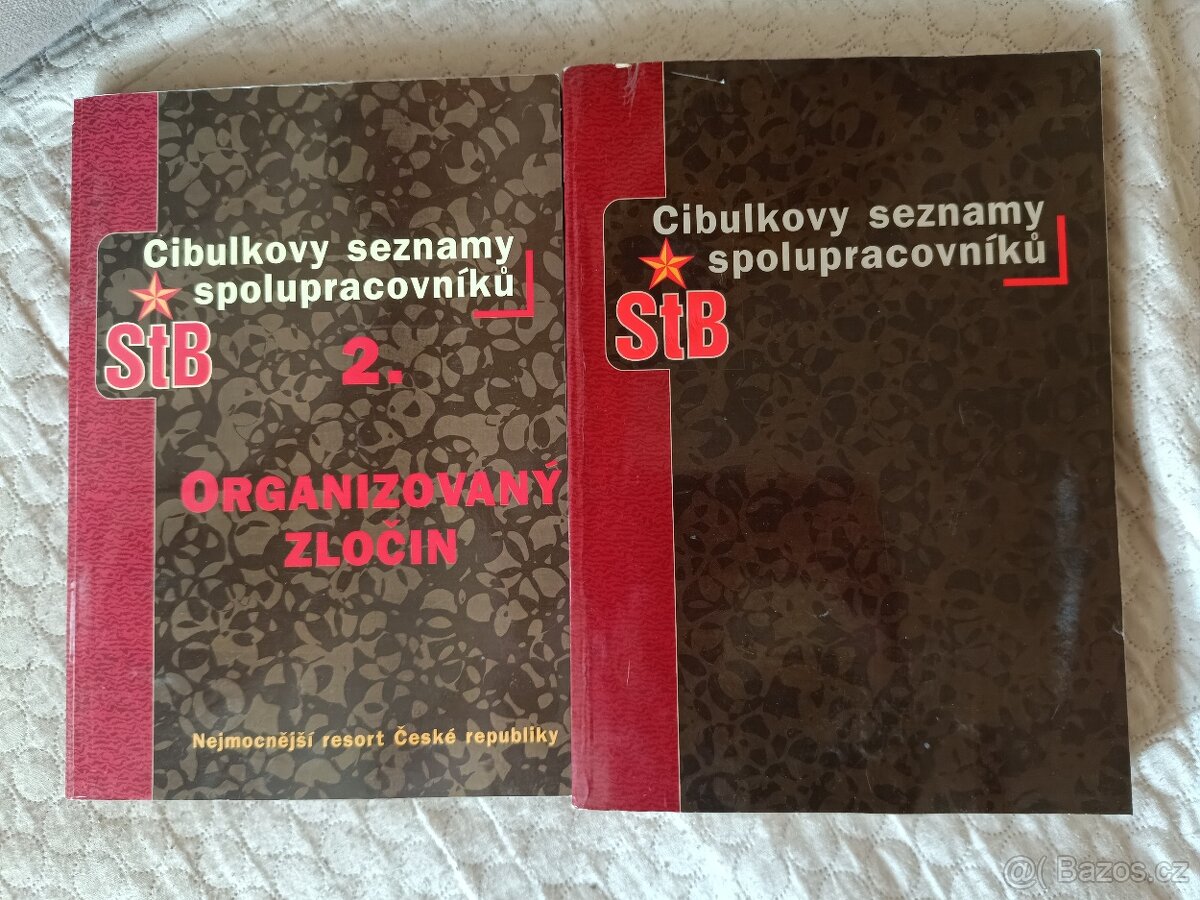 Cibulkovy seznamy
spolupracovníků
StB
2.
ORGANIZOVANÝ
ZLOČIN
Nejmocnější resort České republiky
Cibulkovy seznamy
spolupracovníků
StB
@( Bazos.cz